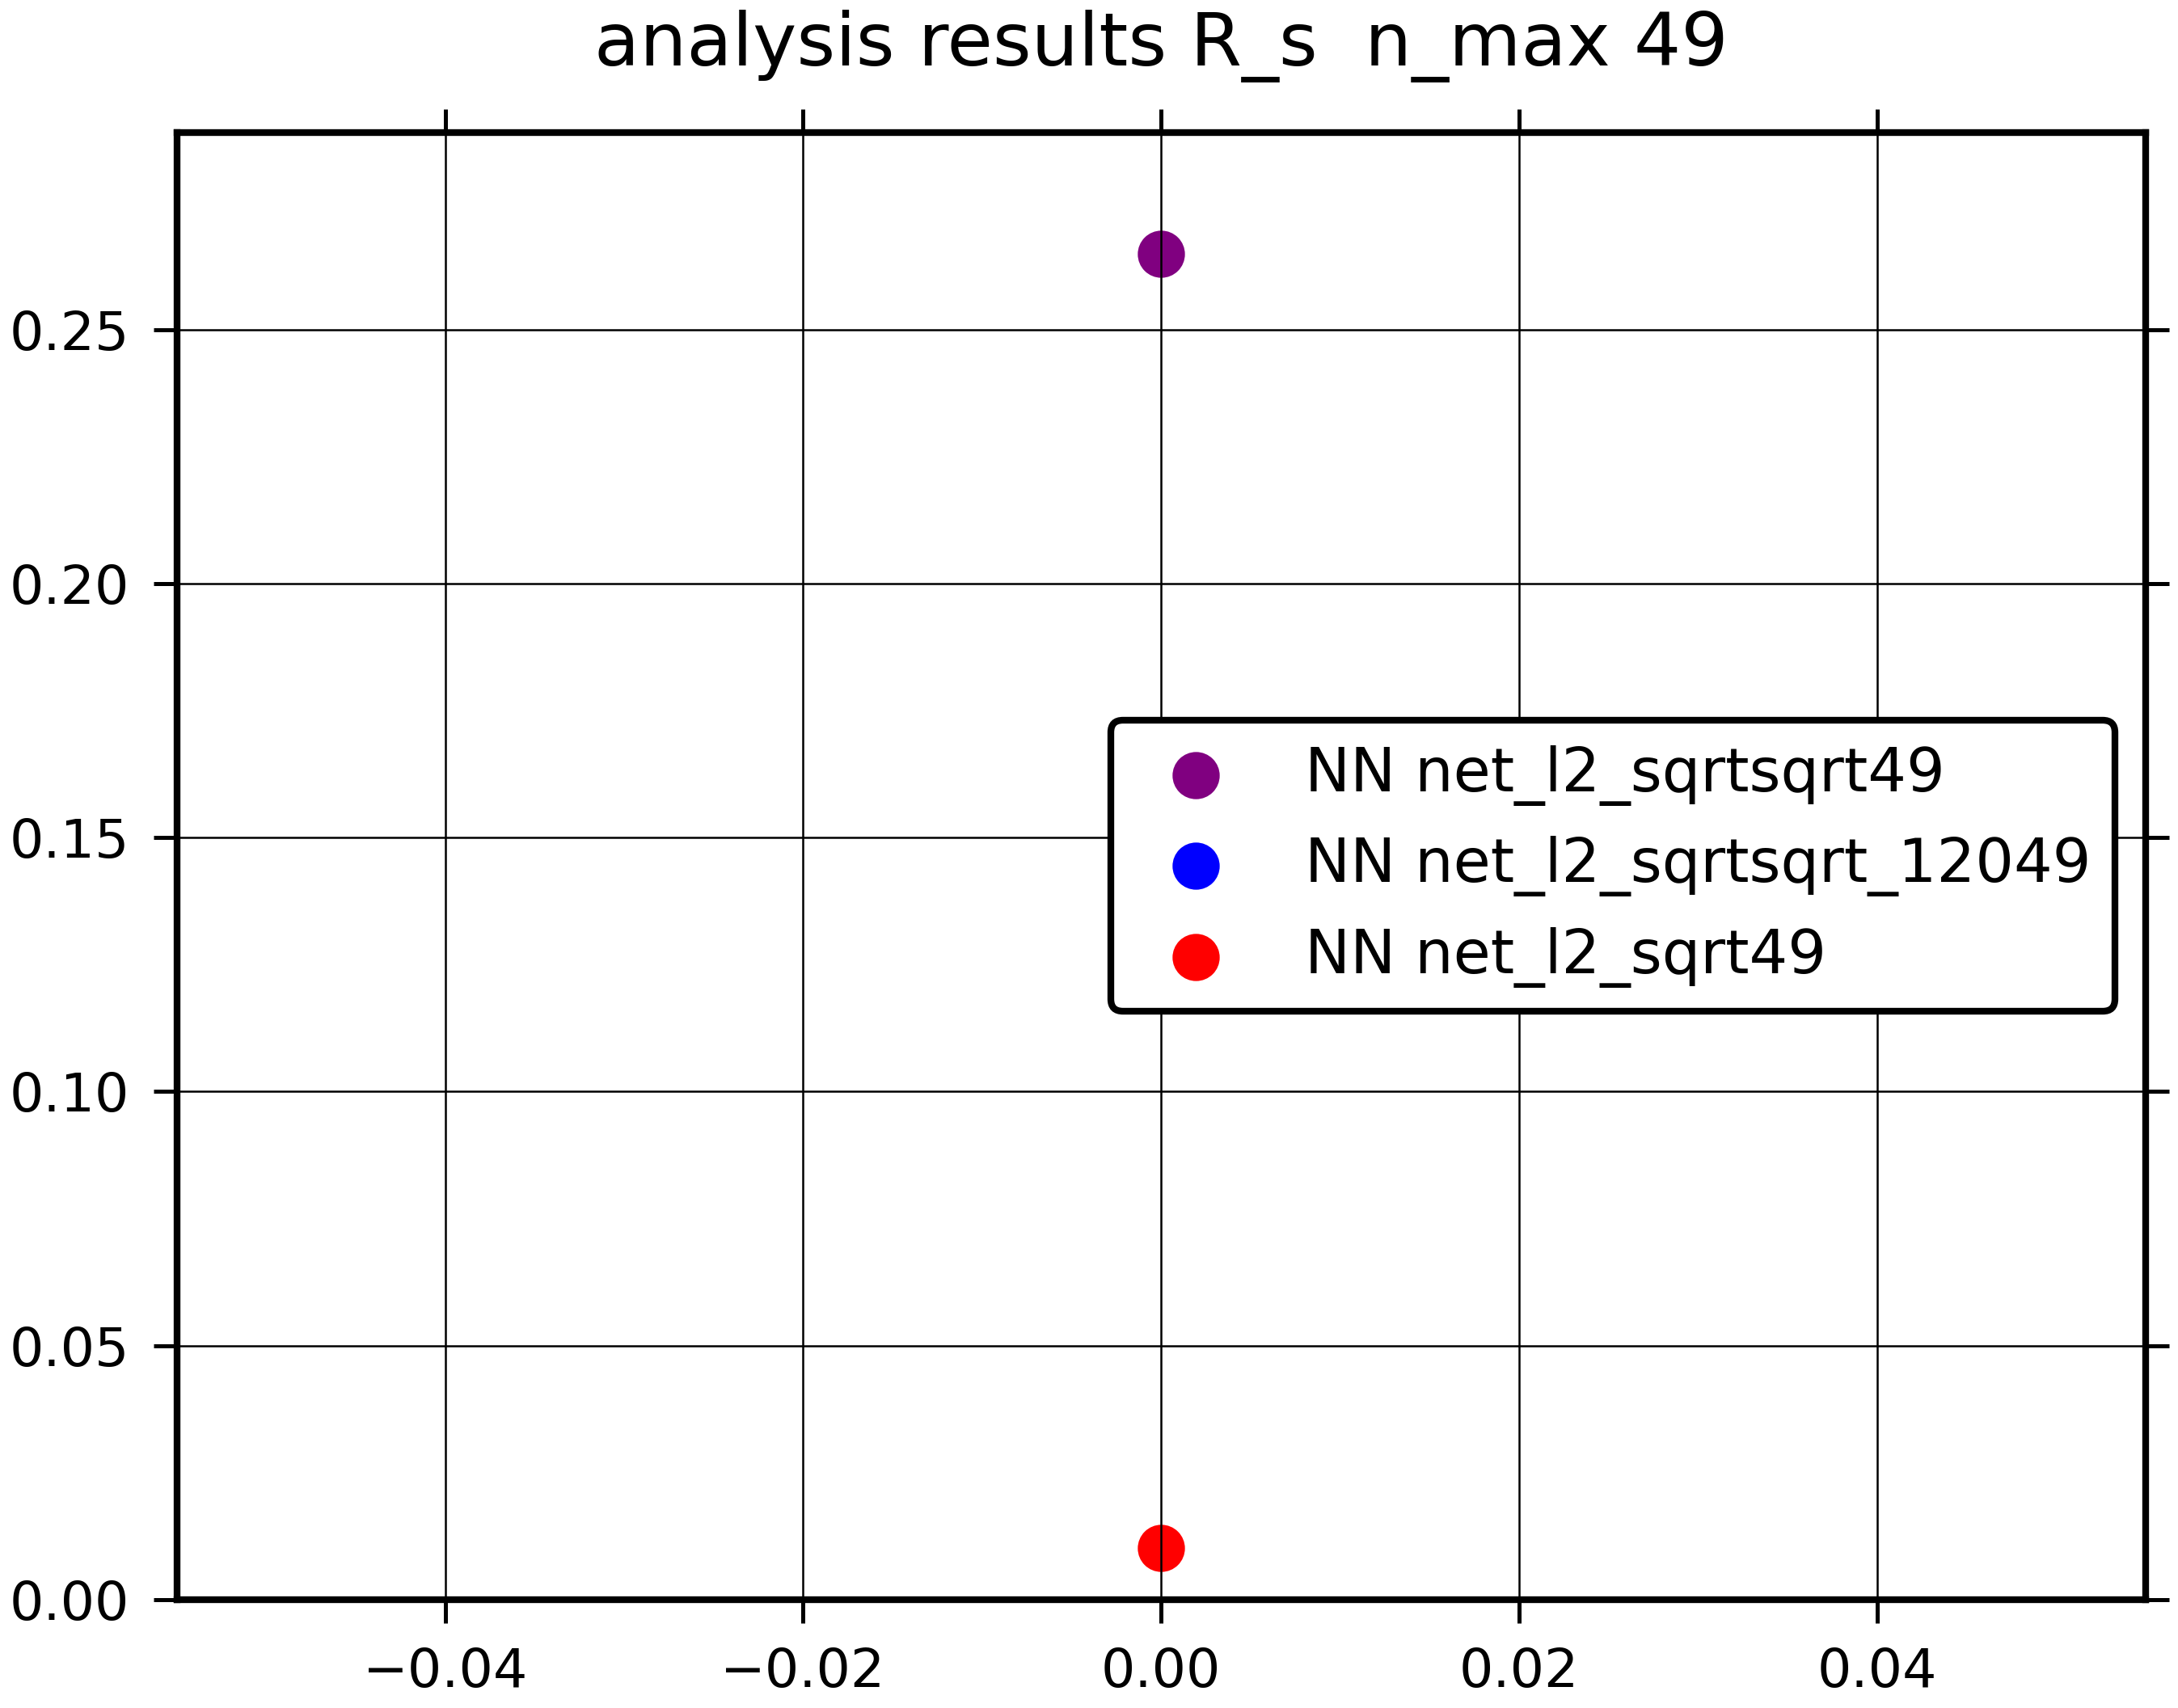 analysis results R_s  n_max 49
0.25
0.20
0.15
0.10
0.05
0.00
NN net_l2_sqrtsqrt49
NN net_l2_sqrtsqrt_12049
NN net_l2_sqrt49
−0.04
−0.02
0.00
0.02
0.04